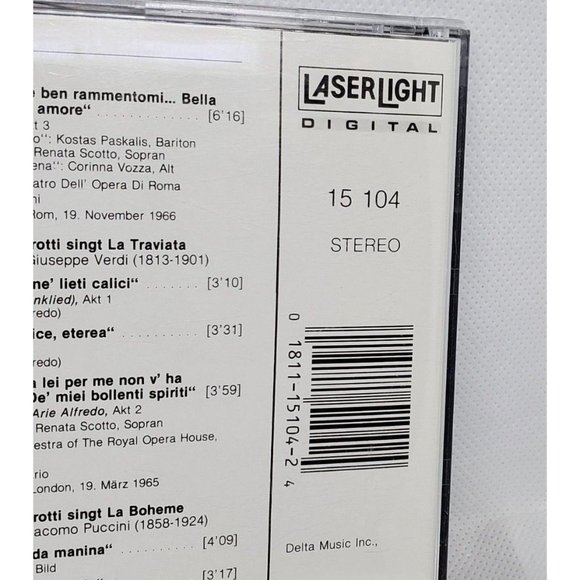 e ben rammentomi... Bella
amore“ . . . . . . . . . . . . [6'16]
t 3
o“: Kostas Paskalis, Bariton
Renata Scotto, Sopran
ena“: Corinna Vozza, Alt
atro Dell' Opera Di Roma
ni
Rom, 19. November 1966
rotti singt La Traviata
Giuseppe Verdi (1813-1901)
ne' lieti calici“ . . . . . . . [3'10]
nklied), Akt 1
fredo)
ice, eterea“ . . . . . . . . . [3'31]
fredo)
a lei per me non v' ha
De' miei bollenti spiriti“ [3'59]
Arie Alfredo, Akt 2
Renata Scotto, Sopran
estra of The Royal Opera House,
rio
London, 19. März 1965
rotti singt La Boheme
iacomo Puccini (1858-1924)
da manina“ . . . . . . . . . [4'09]
Bild
[3'17]
LASERLIGHT
DIGITAL
15 104
STEREO
0 1811-15104-2 4
Delta Music Inc.,